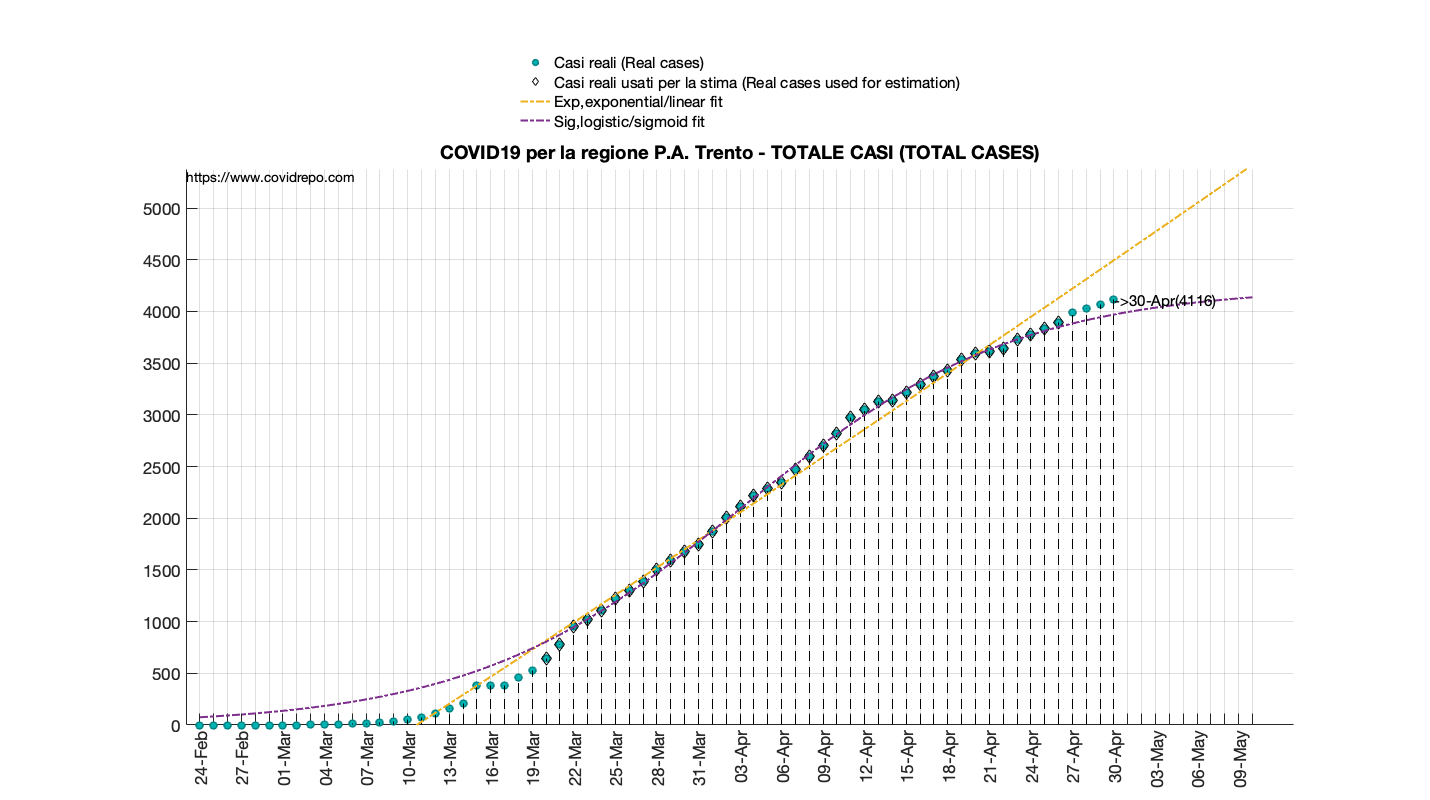 Casi reali (Real cases)
Casi reali usati per la stima (Real cases used for estimation)
Exp,exponential/linear fit
Sig,logistic/sigmoid fit
COVID19 per la regione P.A. Trento - TOTALE CASI (TOTAL CASES)
https://www.covidrepo.com
5000
4500
4000
3500
3000
2500
2000
1500
1000
500
0
->30-Apr(4116)
24-Feb
27-Feb
01-Mar
04-Mar
07-Mar
10-Mar
13-Mar
16-Mar
19-Mar
22-Mar
25-Mar
28-Mar
31-Mar
03-Apr
06-Apr
09-Apr
12-Apr
15-Apr
18-Apr
21-Apr
24-Apr
27-Apr
30-Apr
03-May
06-May
09-May